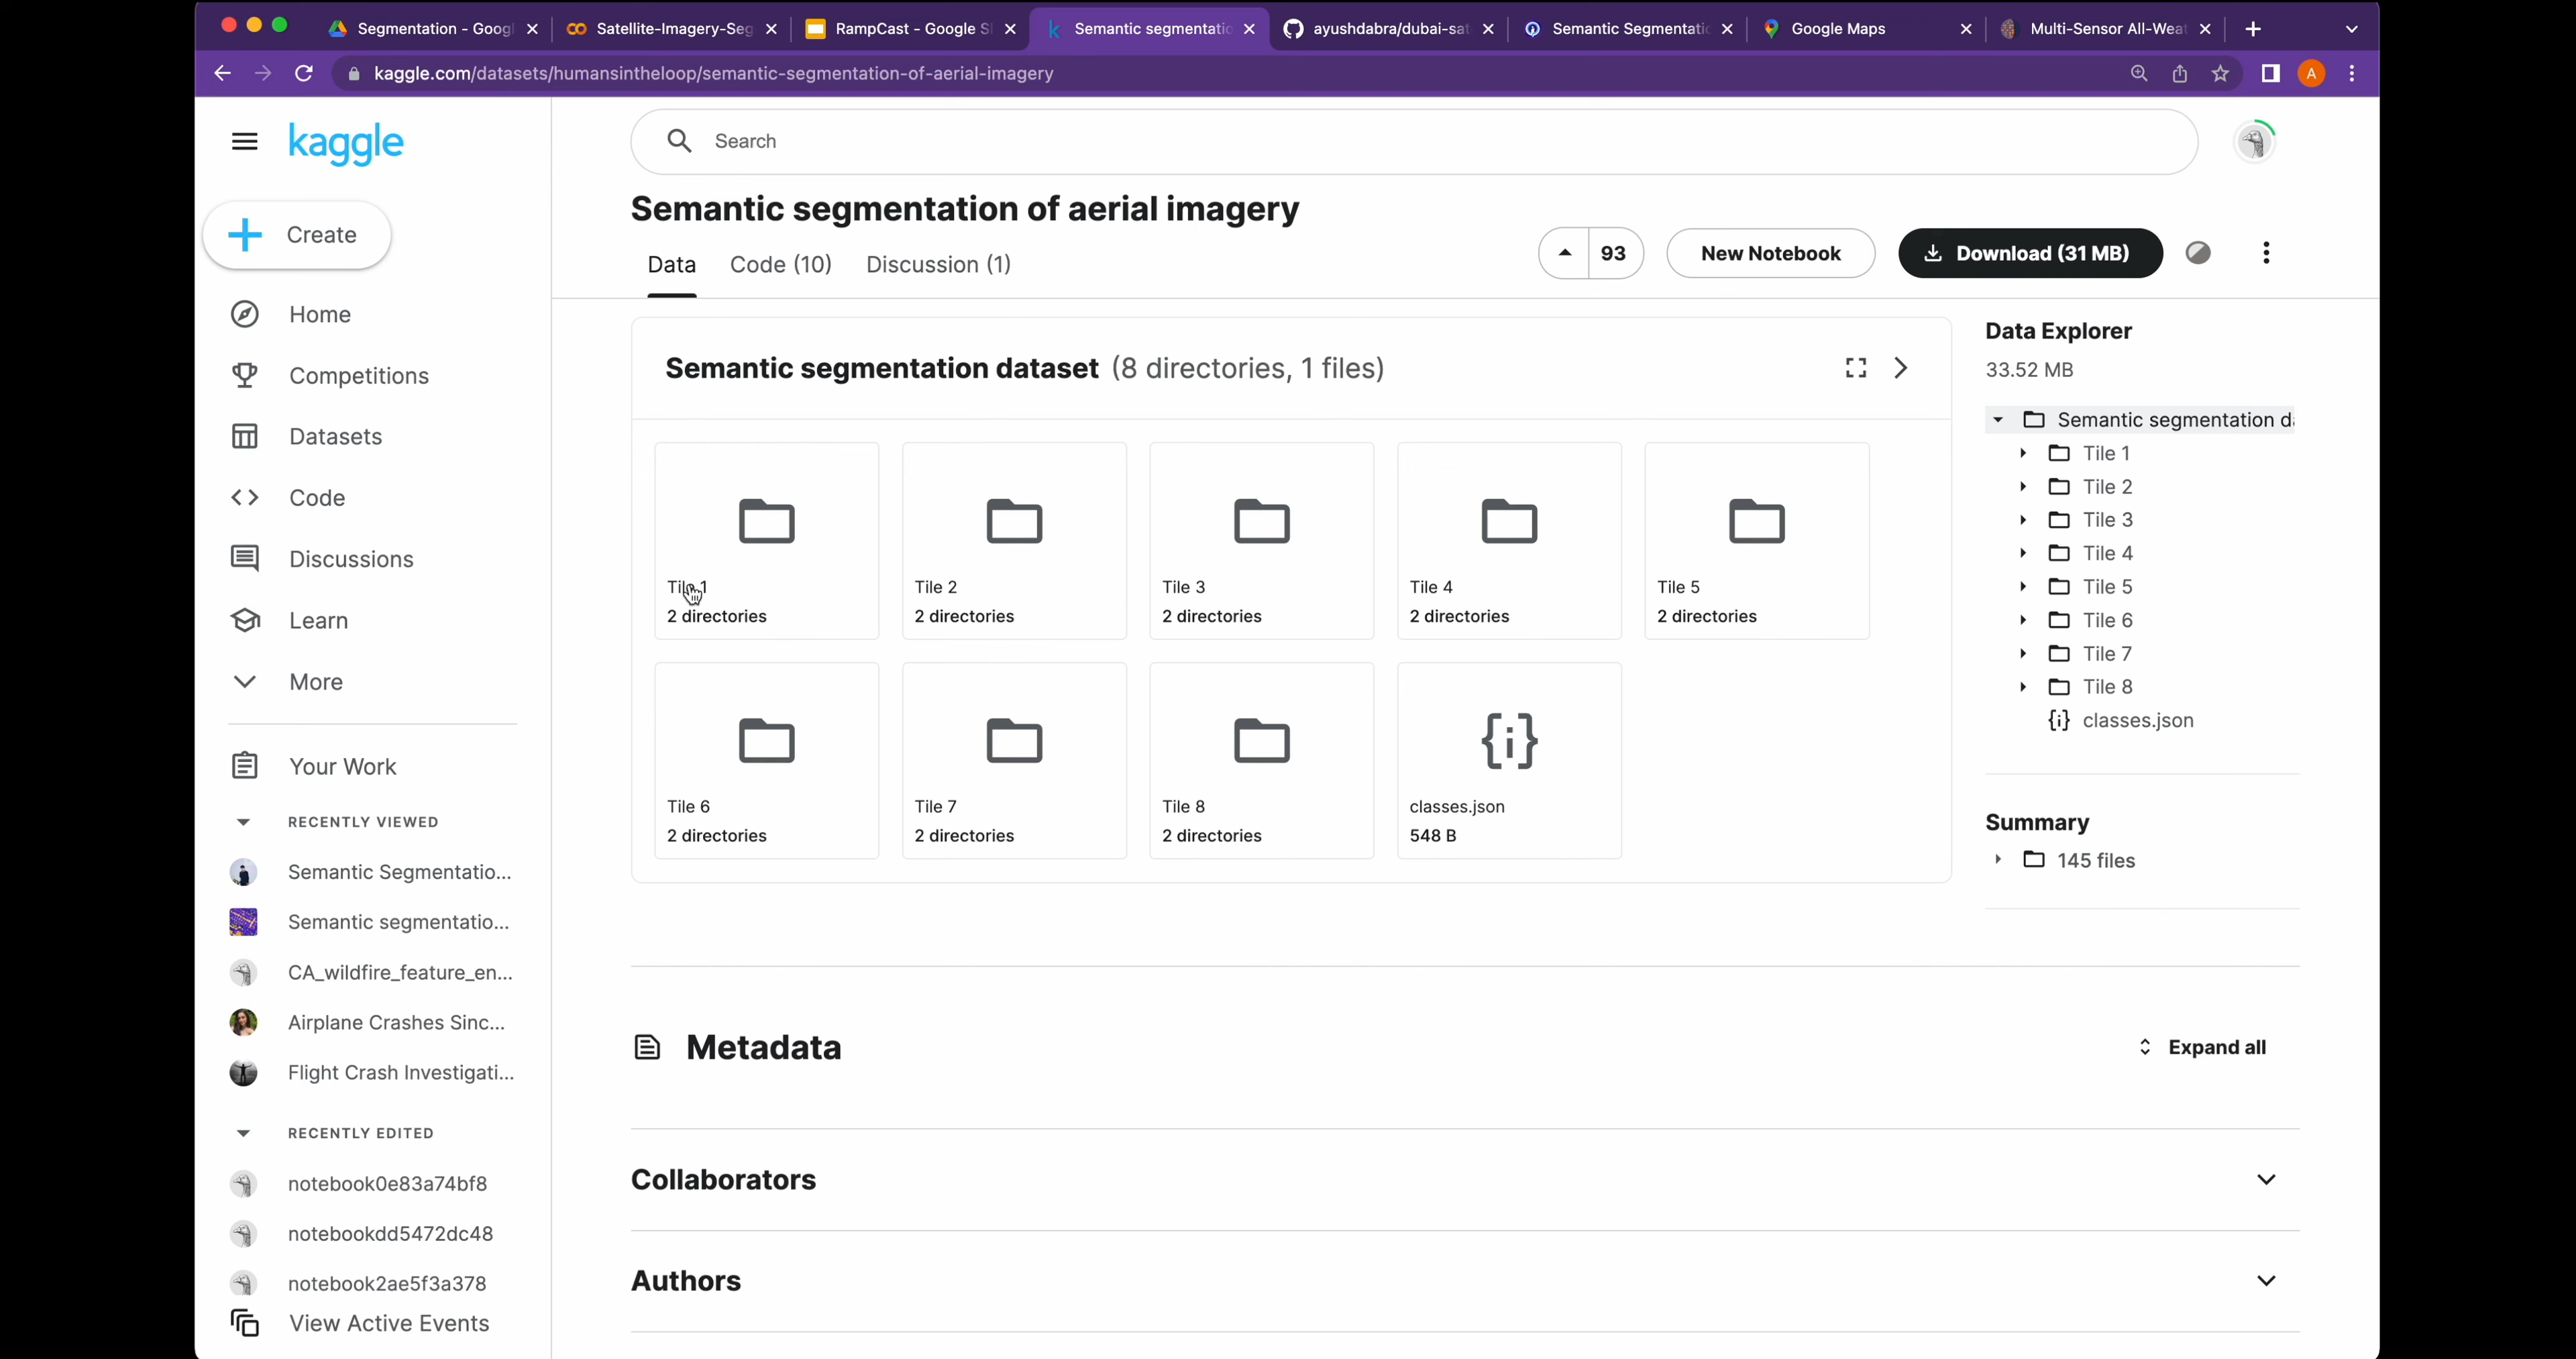 Segmentation - Googl
Satellite-Imagery-Seg
RampCast - Google Sl
Semantic segmentatio
ayushdabra/dubai-sat
Semantic Segmentatio
Google Maps
Multi-Sensor All-Weat
kaggle.com/datasets/humansintheloop/semantic-segmentation-of-aerial-imagery
A
kaggle
Search
Create
Semantic segmentation of aerial imagery
Data
Code (10)
Discussion (1)
93
New Notebook
Download (31 MB)
Home
Competitions
Datasets
Code
Discussions
Learn
More
Your Work
RECENTLY VIEWED
Semantic Segmentatio...
Semantic segmentatio...
CA_wildfire_feature_en...
Airplane Crashes Sinc...
Flight Crash Investigati...
RECENTLY EDITED
notebook0e83a74bf8
notebookdd5472dc48
notebook2ae5f3a378
View Active Events
Semantic segmentation dataset (8 directories, 1 files)
Tile 1
2 directories
Tile 2
2 directories
Tile 3
2 directories
Tile 4
2 directories
Tile 5
2 directories
Tile 6
2 directories
Tile 7
2 directories
Tile 8
2 directories
{i}
classes.json
548 B
Data Explorer
33.52 MB
Semantic segmentation da
Tile 1
Tile 2
Tile 3
Tile 4
Tile 5
Tile 6
Tile 7
Tile 8
{i} classes.json
Summary
145 files
Metadata
Expand all
Collaborators
Authors